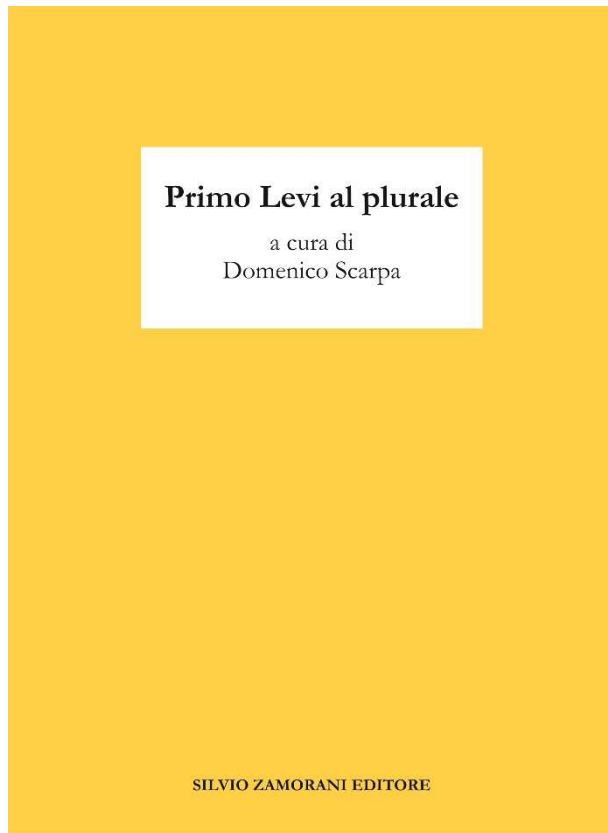 Primo Levi al plurale
a cura di
Domenico Scarpa
SILVIO ZAMORANI EDITORE